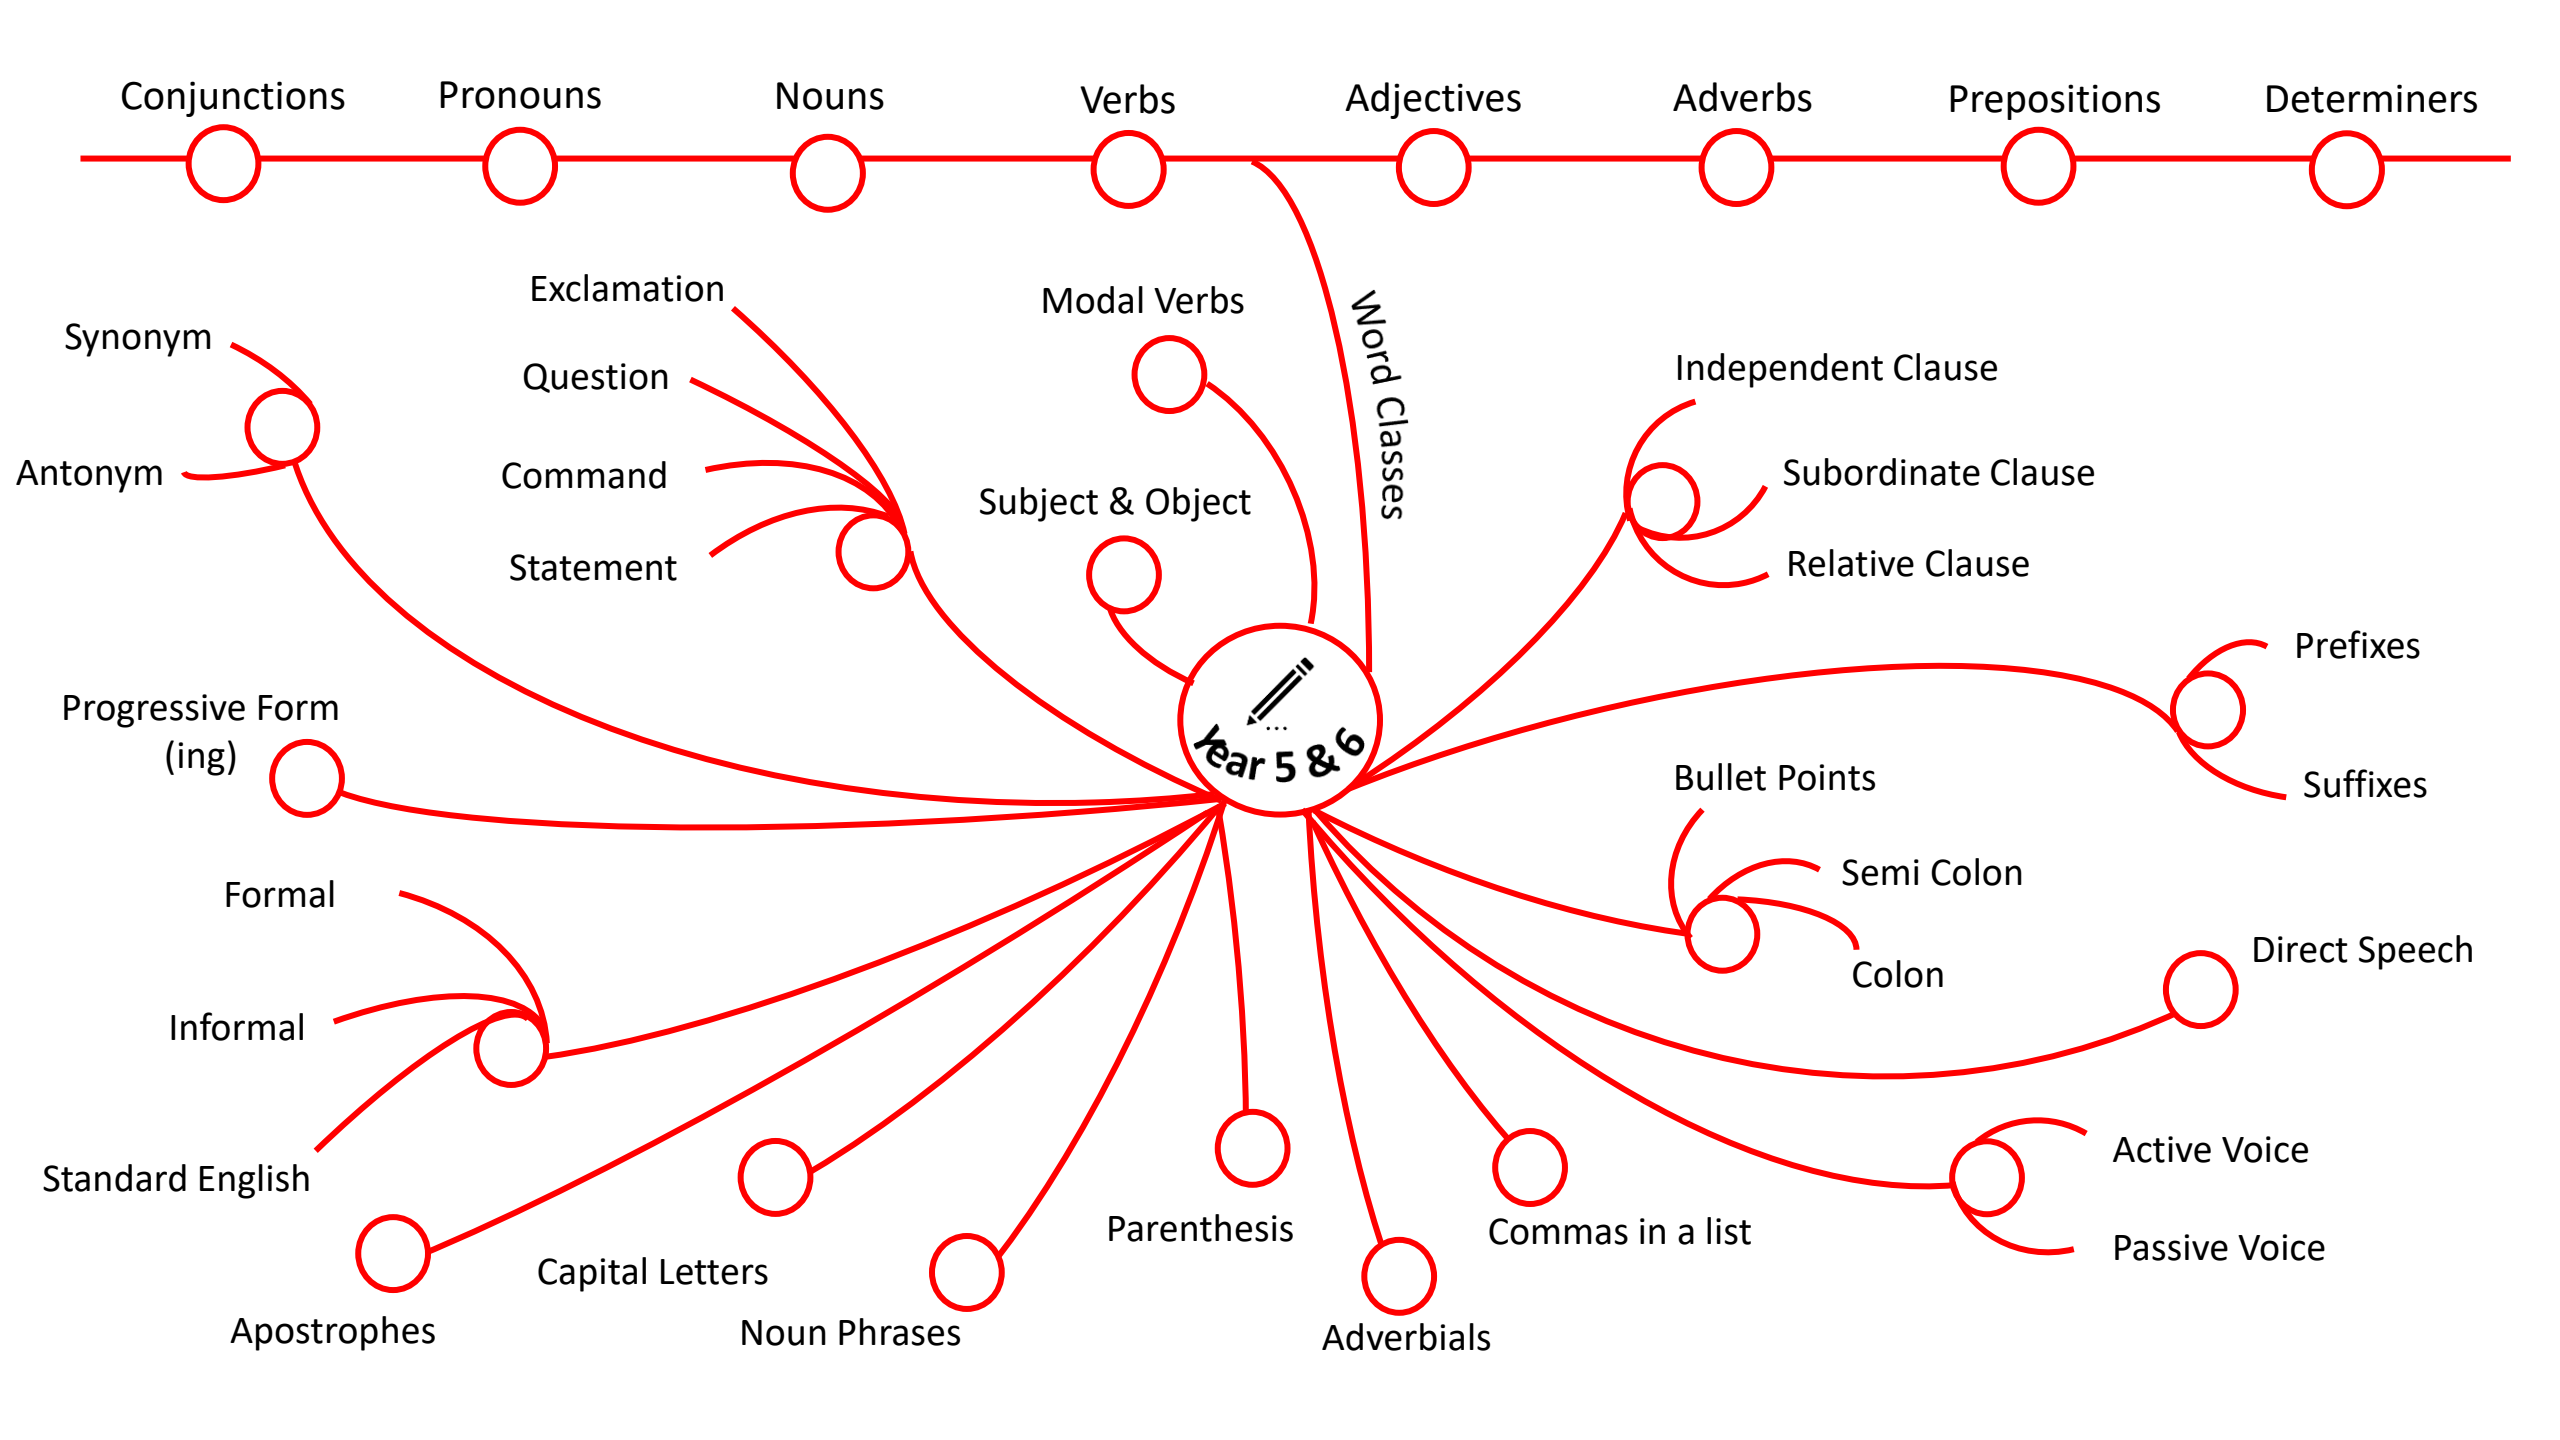 Conjunctions
Pronouns
Nouns
Verbs
Adjectives
Adverbs
Prepositions
Determiners
Word Classes
Exclamation
Question
Command
Statement
Synonym
Antonym
Modal Verbs
Subject & Object
Independent Clause
Subordinate Clause
Relative Clause
Prefixes
Suffixes
Progressive Form
(ing)
...
Year 5 & 6
Bullet Points
Semi Colon
Colon
Direct Speech
Formal
Informal
Standard English
Active Voice
Passive Voice
Apostrophes
Capital Letters
Noun Phrases
Parenthesis
Adverbials
Commas in a list